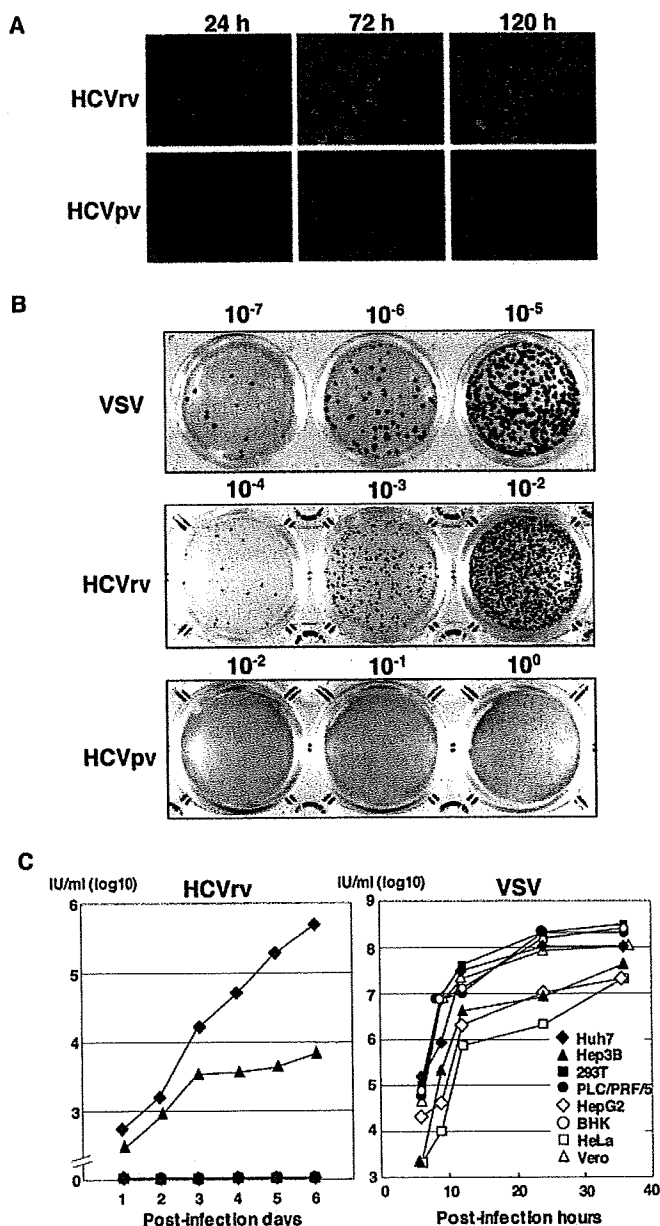 A
24 h 72 h 120 h
HCVrv
HCVpv
B
10-7 10-6 10-5
VSV
10-4 10-3 10-2
HCVrv
10-2 10-1 100
HCVpv
C
IU/ml (log10) HCVrv
6
5
4
3
0
1 2 3 4 5 6
Post-infection days
IU/ml (log10) VSV
9
8
7
6
5
4
3
0 10 20 30 40
Post-infection hours
Huh7
Hep3B
293T
PLC/PRF/5
HepG2
BHK
HeLa
Vero